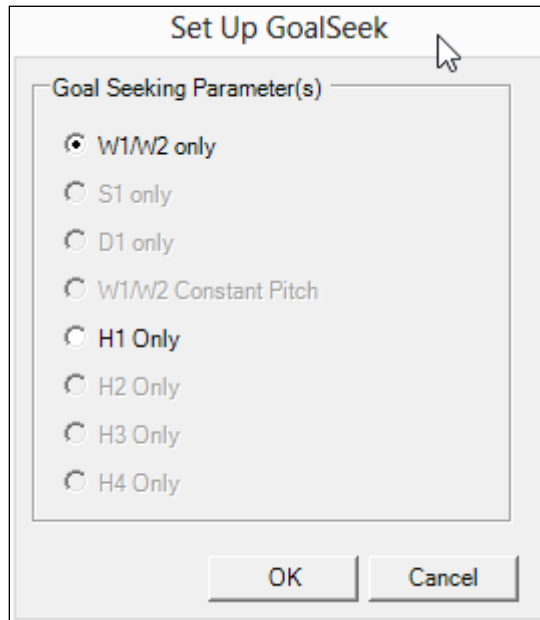 Set Up GoalSeek
Goal Seeking Parameter(s)
W1/W2 only
S1 only
D1 only
W1/W2 Constant Pitch
H1 Only
H2 Only
H3 Only
H4 Only
OK Cancel